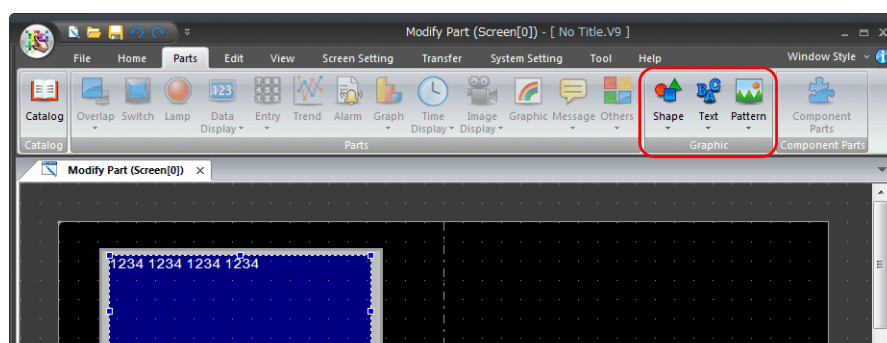 Modify Part (Screen[0]) - [ No Title.V9 ]
File Home Parts Edit View Screen Setting Transfer System Setting Tool Help Window Style
123
Catalog Overlap Switch Lamp Data Display Entry Trend Alarm Graph Time Display Image Display Graphic Message Others Shape Text Pattern Component Parts
Catalog Parts Graphic Component Parts
Modify Part (Screen[0]) ×
1234 1234 1234 1234